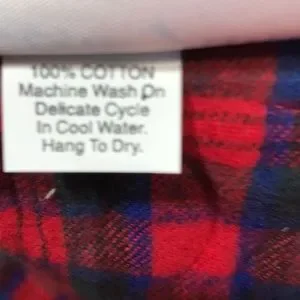 100% COTTON
Machine Wash On
Delicate Cycle
In Cool Water.
Hang To Dry.